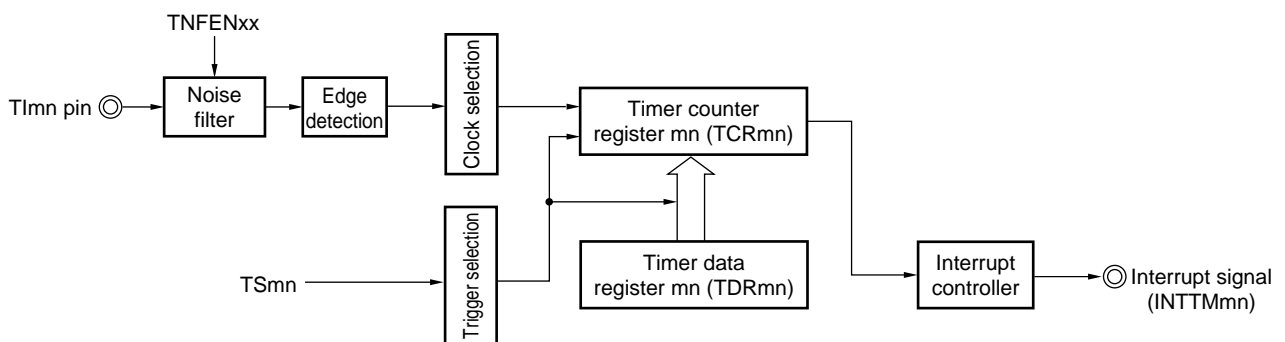 TNFENxx
TImn pin
Noise
filter
Edge
detection
Clock selection
Timer counter
register mn (TCRmn)
TSmn
Trigger selection
Timer data
register mn (TDRmn)
Interrupt
controller
Interrupt signal
(INTTMmn)